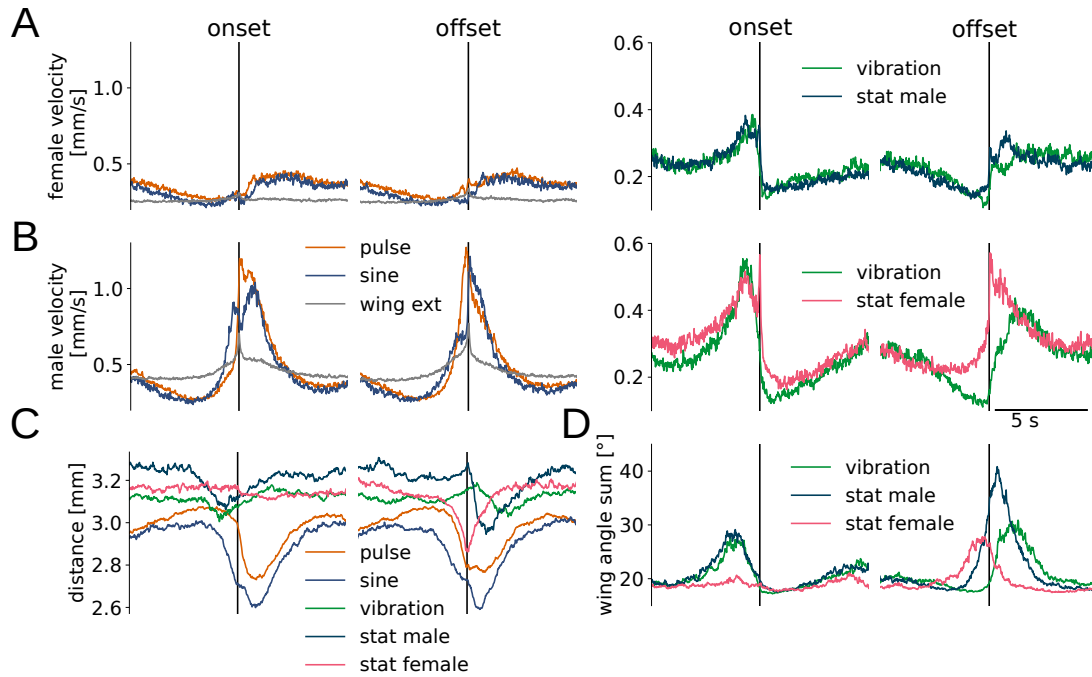 A
onset
offset
onset
offset
female velocity
[mm/s]
1.0
0.5
0.6
0.4
0.2
vibration
stat male
B
male velocity
[mm/s]
1.0
0.5
pulse
sine
wing ext
0.6
0.4
0.2
vibration
stat female
5 s
C
distance [mm]
3.2
3.0
2.8
2.6
pulse
sine
vibration
stat male
stat female
D
wing angle sum [°]
40
30
20
vibration
stat male
stat female